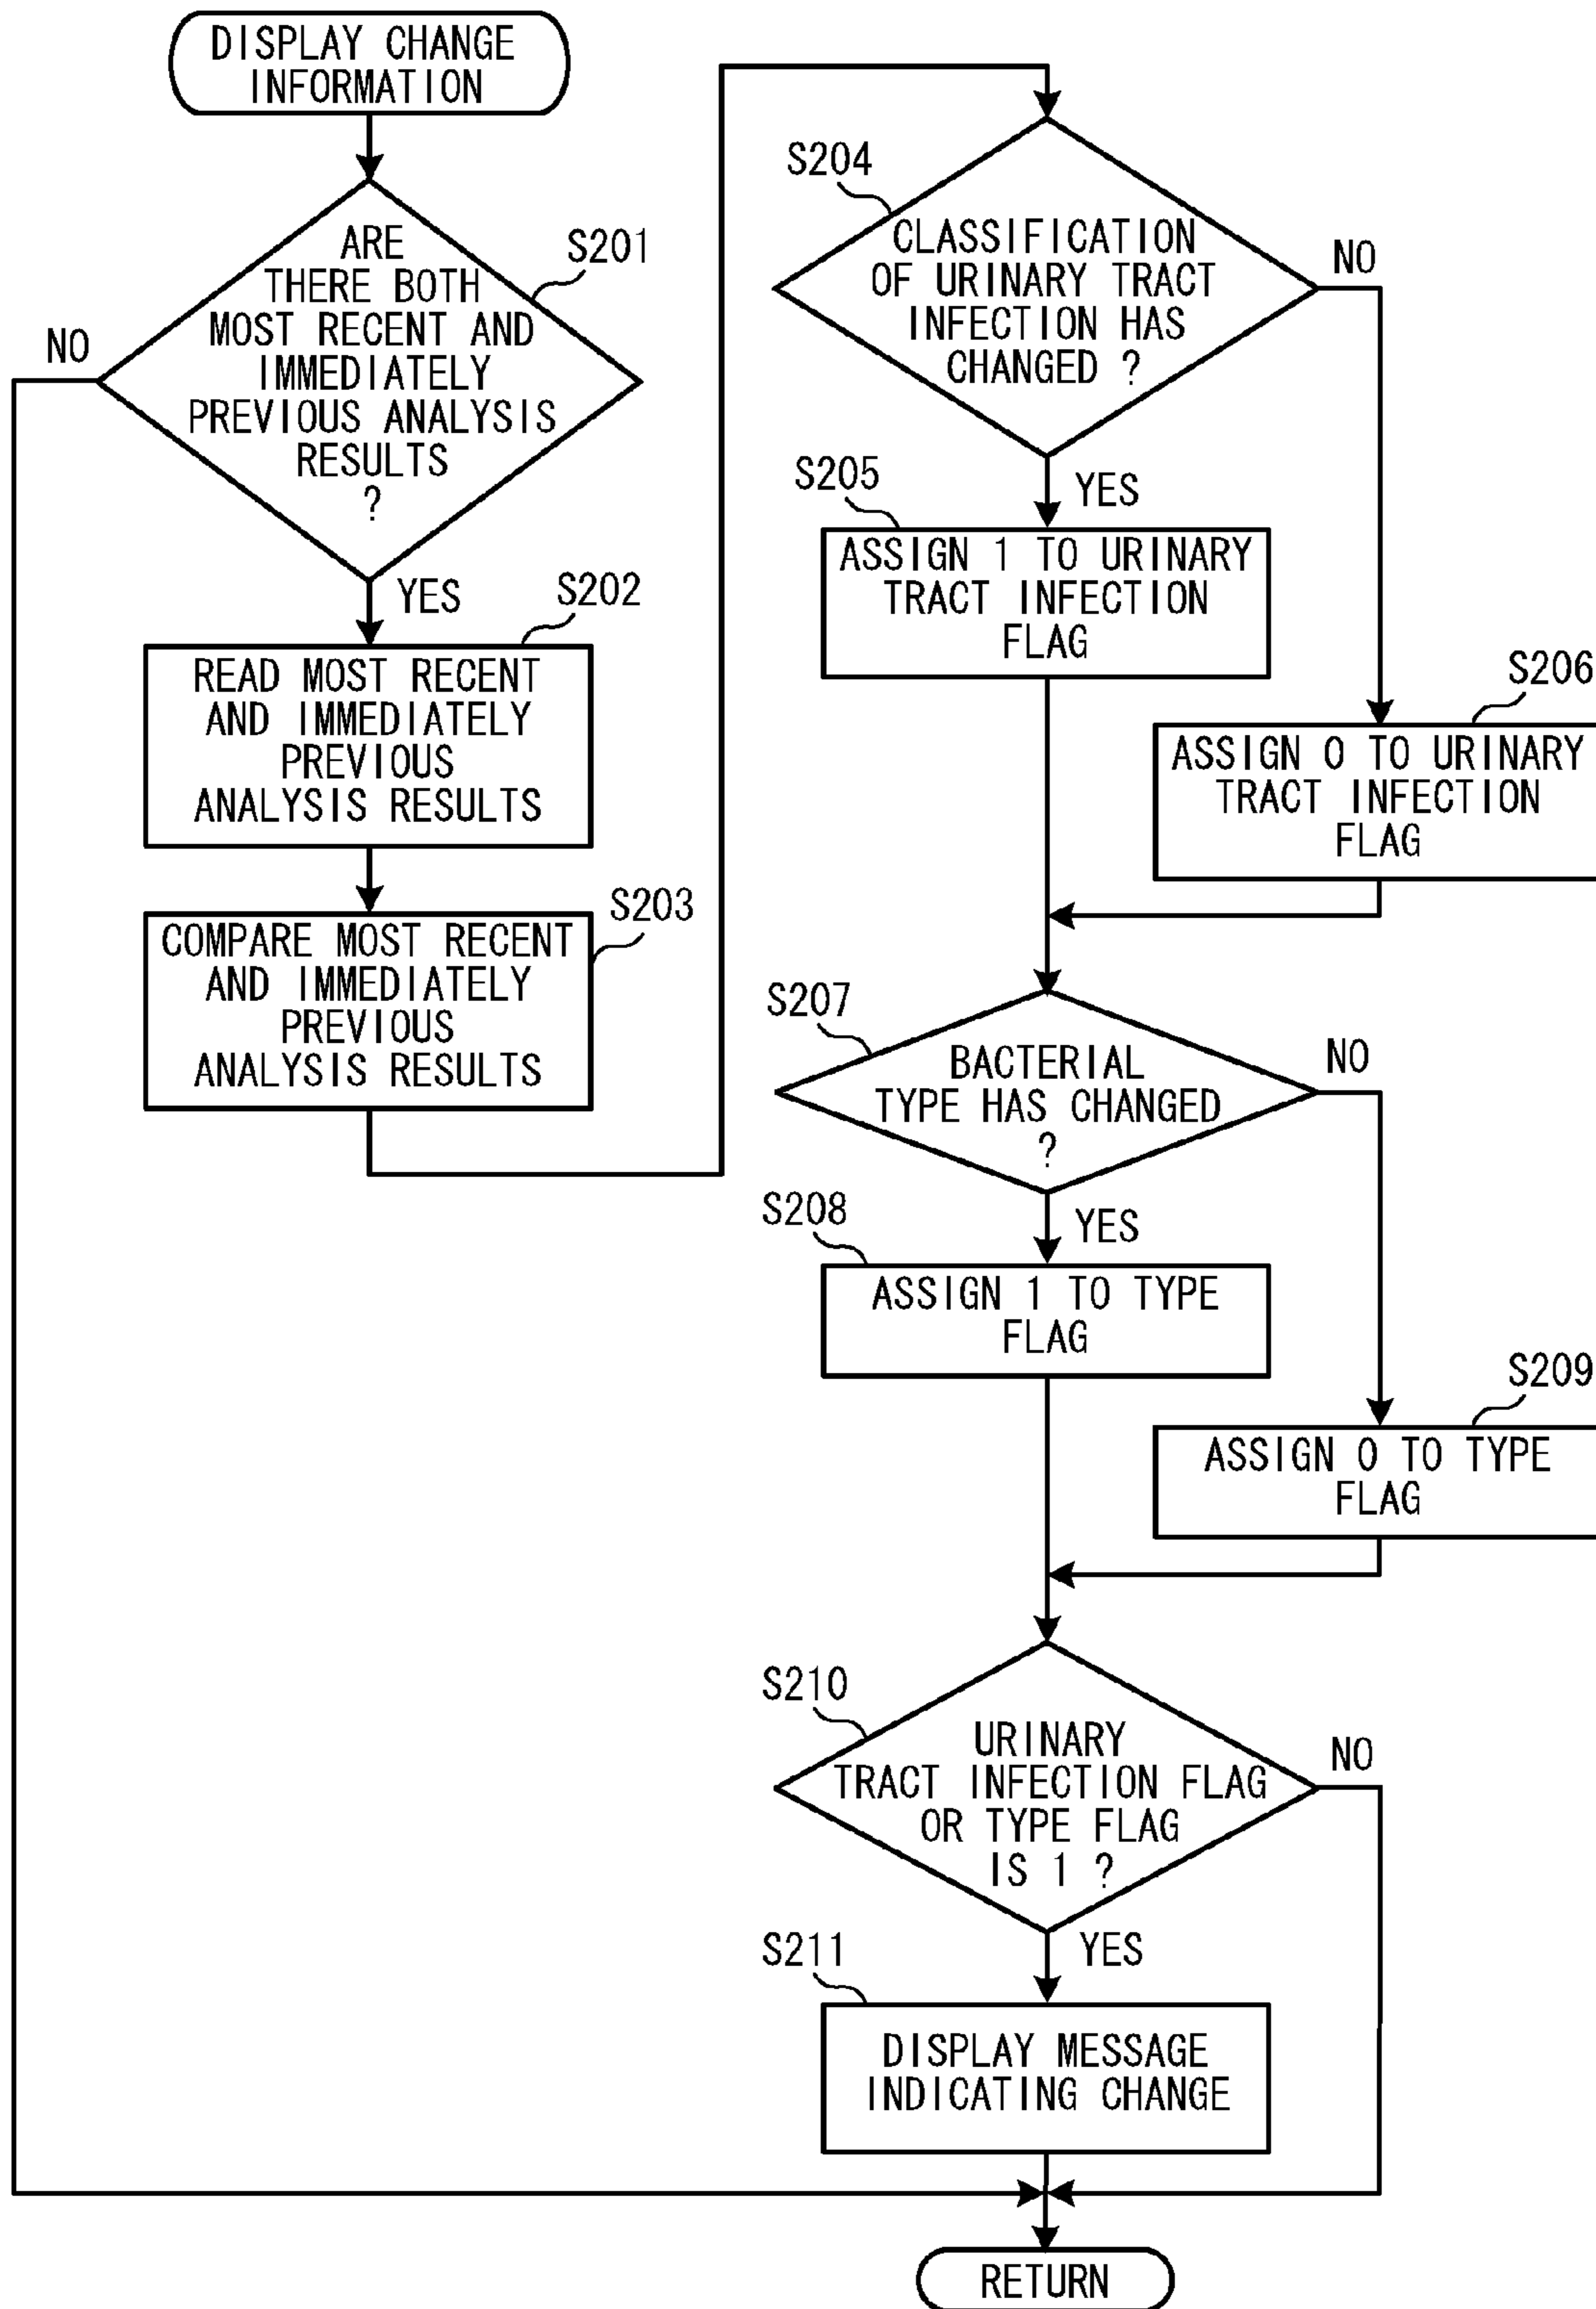 DISPLAY CHANGE
INFORMATION
ARE
THERE BOTH
MOST RECENT AND
IMMEDIATELY
PREVIOUS ANALYSIS
RESULTS
?
S201
NO
YES
S202
READ MOST RECENT
AND IMMEDIATELY
PREVIOUS
ANALYSIS RESULTS
S203
COMPARE MOST RECENT
AND IMMEDIATELY
PREVIOUS
ANALYSIS RESULTS
S204
CLASSIFICATION
OF URINARY TRACT
INFECTION HAS
CHANGED ?
NO
YES
S205
ASSIGN 1 TO URINARY
TRACT INFECTION
FLAG
S206
ASSIGN 0 TO URINARY
TRACT INFECTION
FLAG
S207
BACTERIAL
TYPE HAS CHANGED
?
NO
YES
S208
ASSIGN 1 TO TYPE
FLAG
S209
ASSIGN 0 TO TYPE
FLAG
S210
URINARY
TRACT INFECTION FLAG
OR TYPE FLAG
IS 1 ?
NO
YES
S211
DISPLAY MESSAGE
INDICATING CHANGE
RETURN